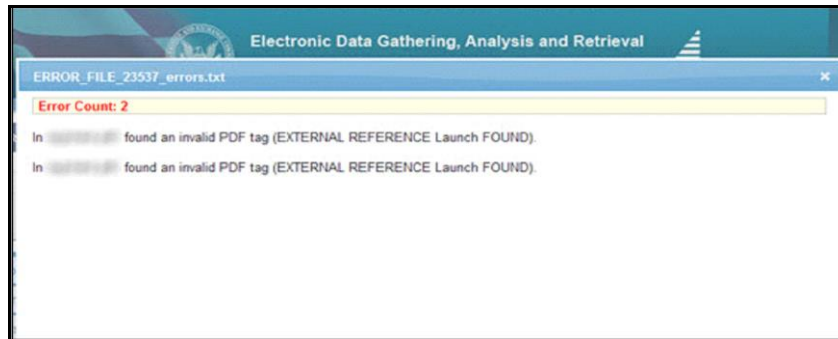 Electronic Data Gathering, Analysis and Retrieval
ERROR_FILE_23537_errors.txt
Error Count: 2
In found an invalid PDF tag (EXTERNAL REFERENCE Launch FOUND).
In found an invalid PDF tag (EXTERNAL REFERENCE Launch FOUND).